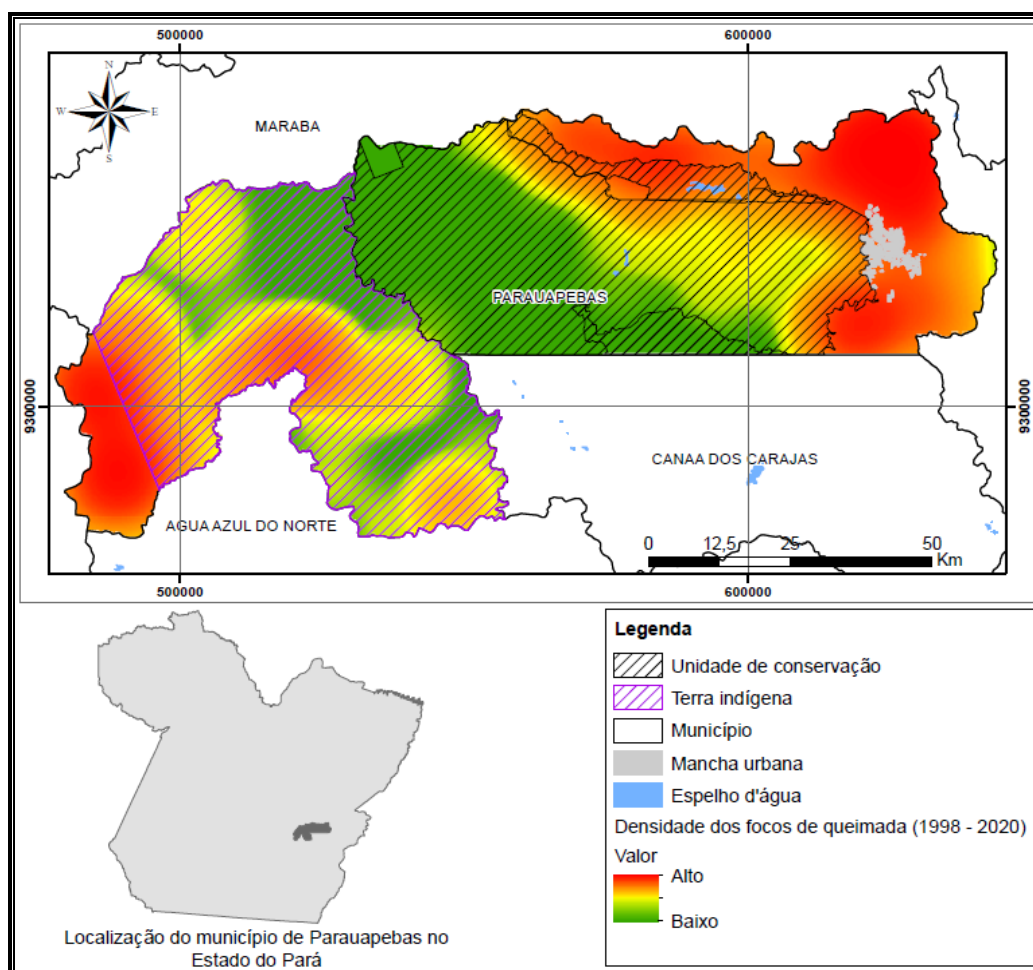 500000 600000
N
W E
S
MARABA
PARAUAPEBAS
9300000 9300000
CANAA DOS CARAJAS
AGUA AZUL DO NORTE
0 12,5 25 50
Km
500000 600000
Legenda
Unidade de conservação
Terra indígena
Município
Mancha urbana
Espelho d'água
Densidade dos focos de queimada (1998 - 2020)
Valor
Alto
Baixo
Localização do município de Parauapebas no
Estado do Pará